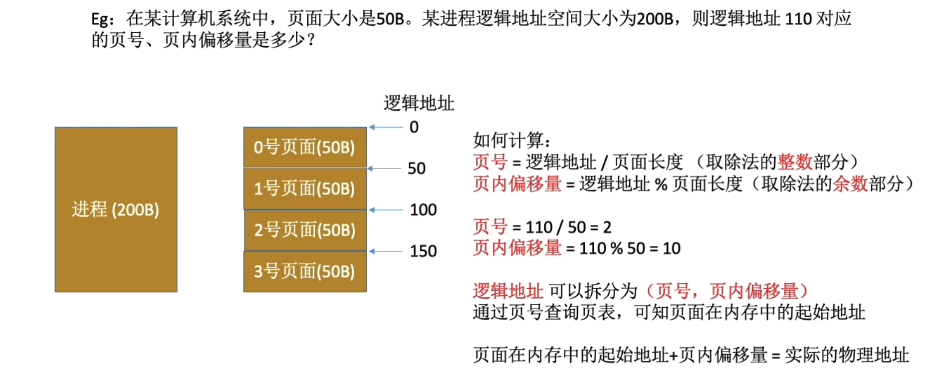 Eg：在某计算机系统中，页面大小是50B。某进程逻辑地址空间大小为200B，则逻辑地址 110 对应
的页号、页内偏移量是多少？
逻辑地址
0
50
100
150
进程 (200B)
0号页面(50B)
1号页面(50B)
2号页面(50B)
3号页面(50B)
如何计算：
页号 = 逻辑地址 / 页面长度 （取除法的整数部分）
页内偏移量 = 逻辑地址 % 页面长度（取除法的余数部分）
页号 = 110 / 50 = 2
页内偏移量 = 110 % 50 = 10
逻辑地址 可以拆分为（页号，页内偏移量）
通过页号查询页表，可知页面在内存中的起始地址
页面在内存中的起始地址+页内偏移量 = 实际的物理地址